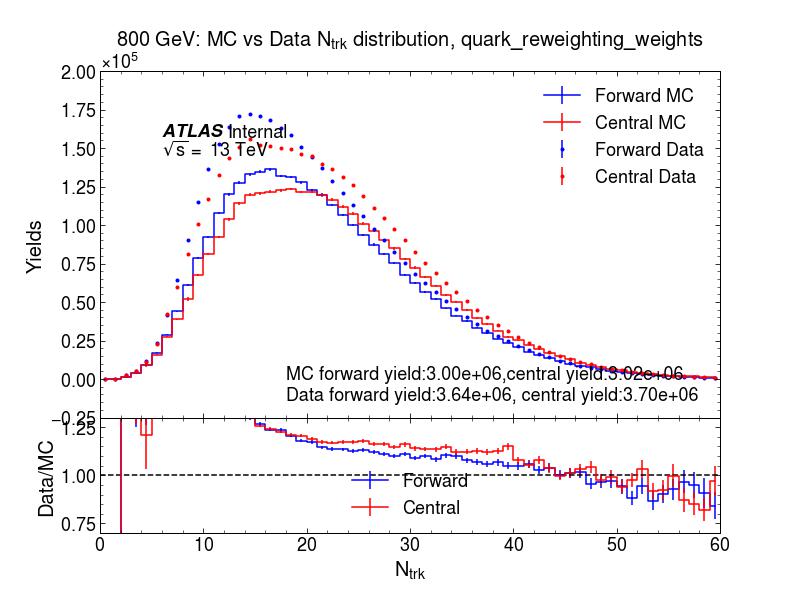 800 GeV: MC vs Data N_trk distribution, quark_reweighting_weights
×10⁵
2.00
1.75
1.50
1.25
1.00
0.75
0.50
0.25
0.00
−0.25
Yields
ATLAS Internal
√s = 13 TeV
Forward MC
Central MC
Forward Data
Central Data
MC forward yield:3.00e+06,central yield:3.02e+06
Data forward yield:3.64e+06, central yield:3.70e+06
1.25
1.00
0.75
Data/MC
Forward
Central
0 10 20 30 40 50 60
N_trk